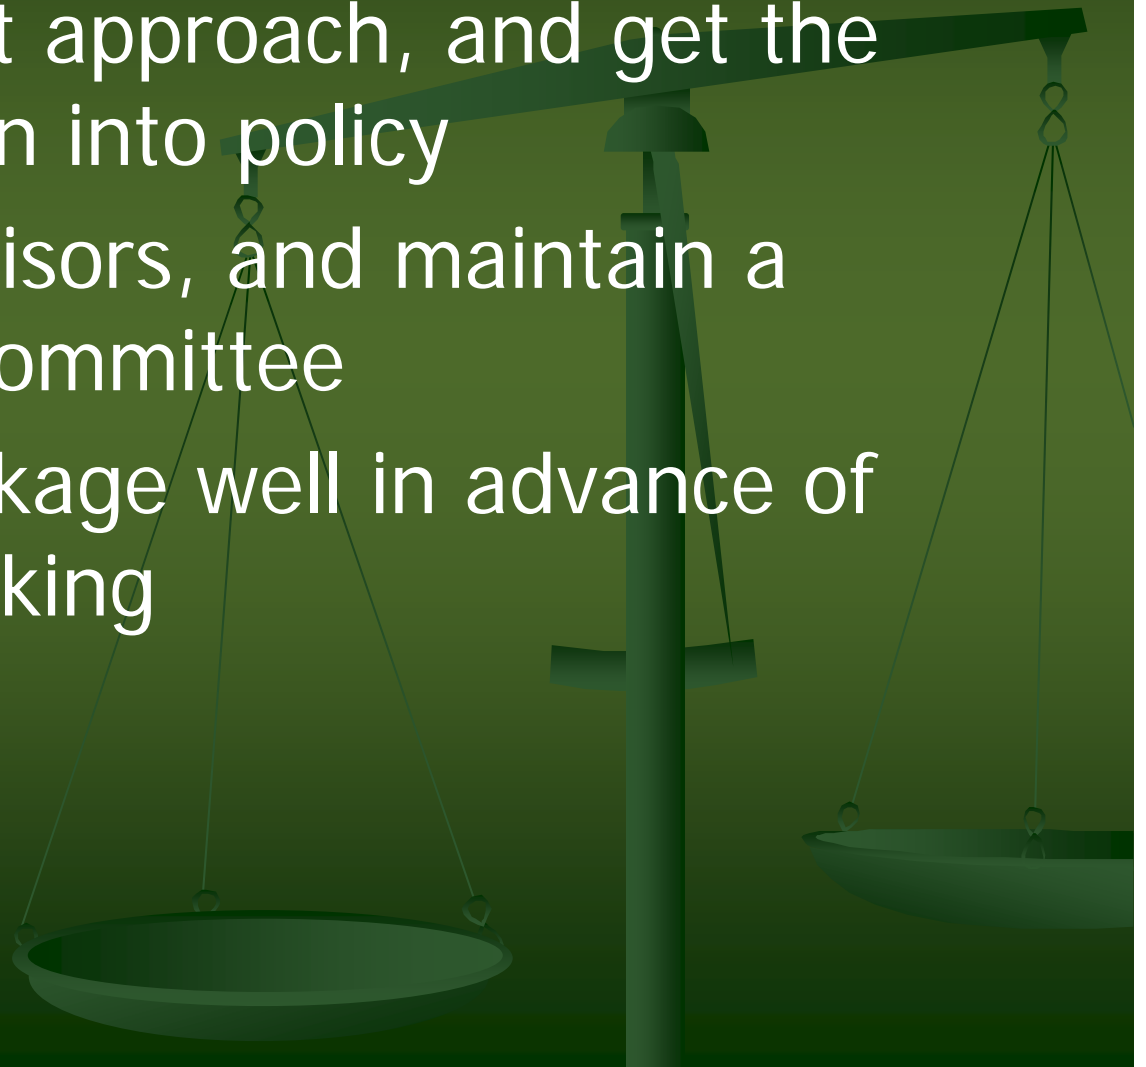 t approach, and get the
n into policy
isors, and maintain a
ommittee
kage well in advance of
king